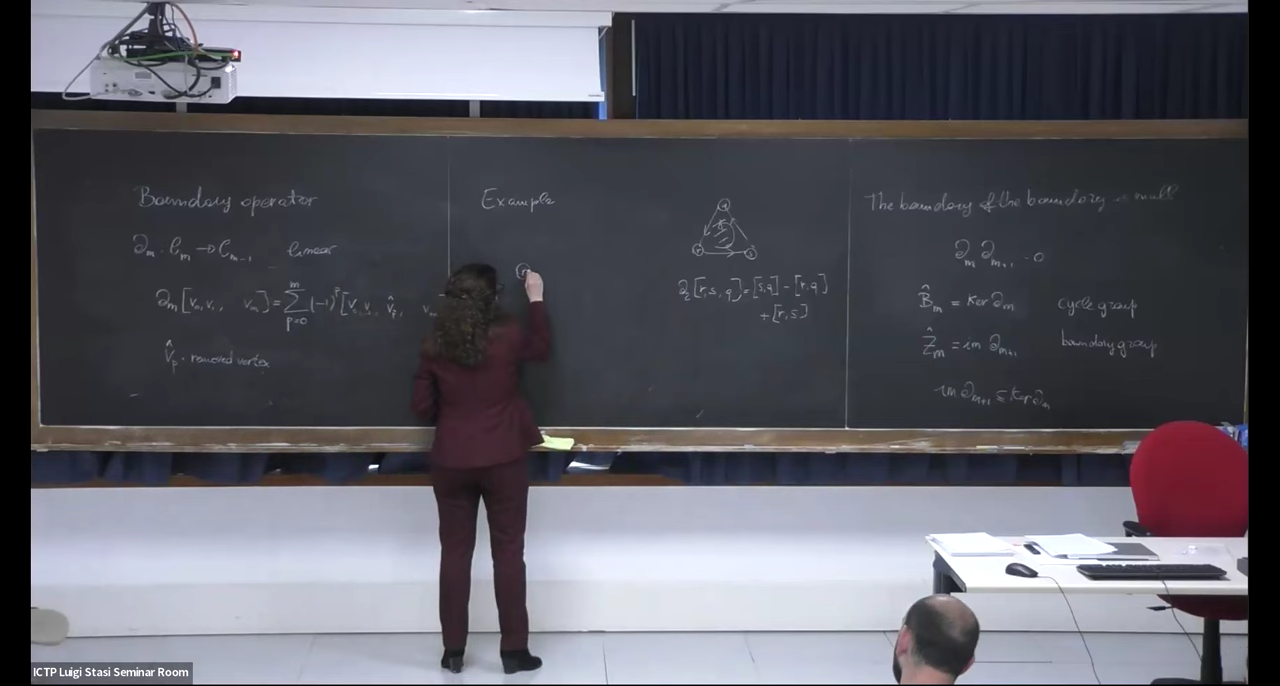 Boundary operator
∂m : Cm → Cm-1 linear
∂m [v0, v1, vm] = Σ p=0 m (-1)^p [v0, v1, v̂p, vm
v̂p · removed vertex
Example
q
r s
∂2 [r,s,q] = [s,q] - [r,q]
+ [r,s]
The boundary of the boundary is null
∂m ∂m+1 = 0
B̂m = ker ∂m cycle group
Ẑm = im ∂m+1 boundary group
im ∂m+1 ⊆ ker ∂m
ICTP Luigi Stasi Seminar Room